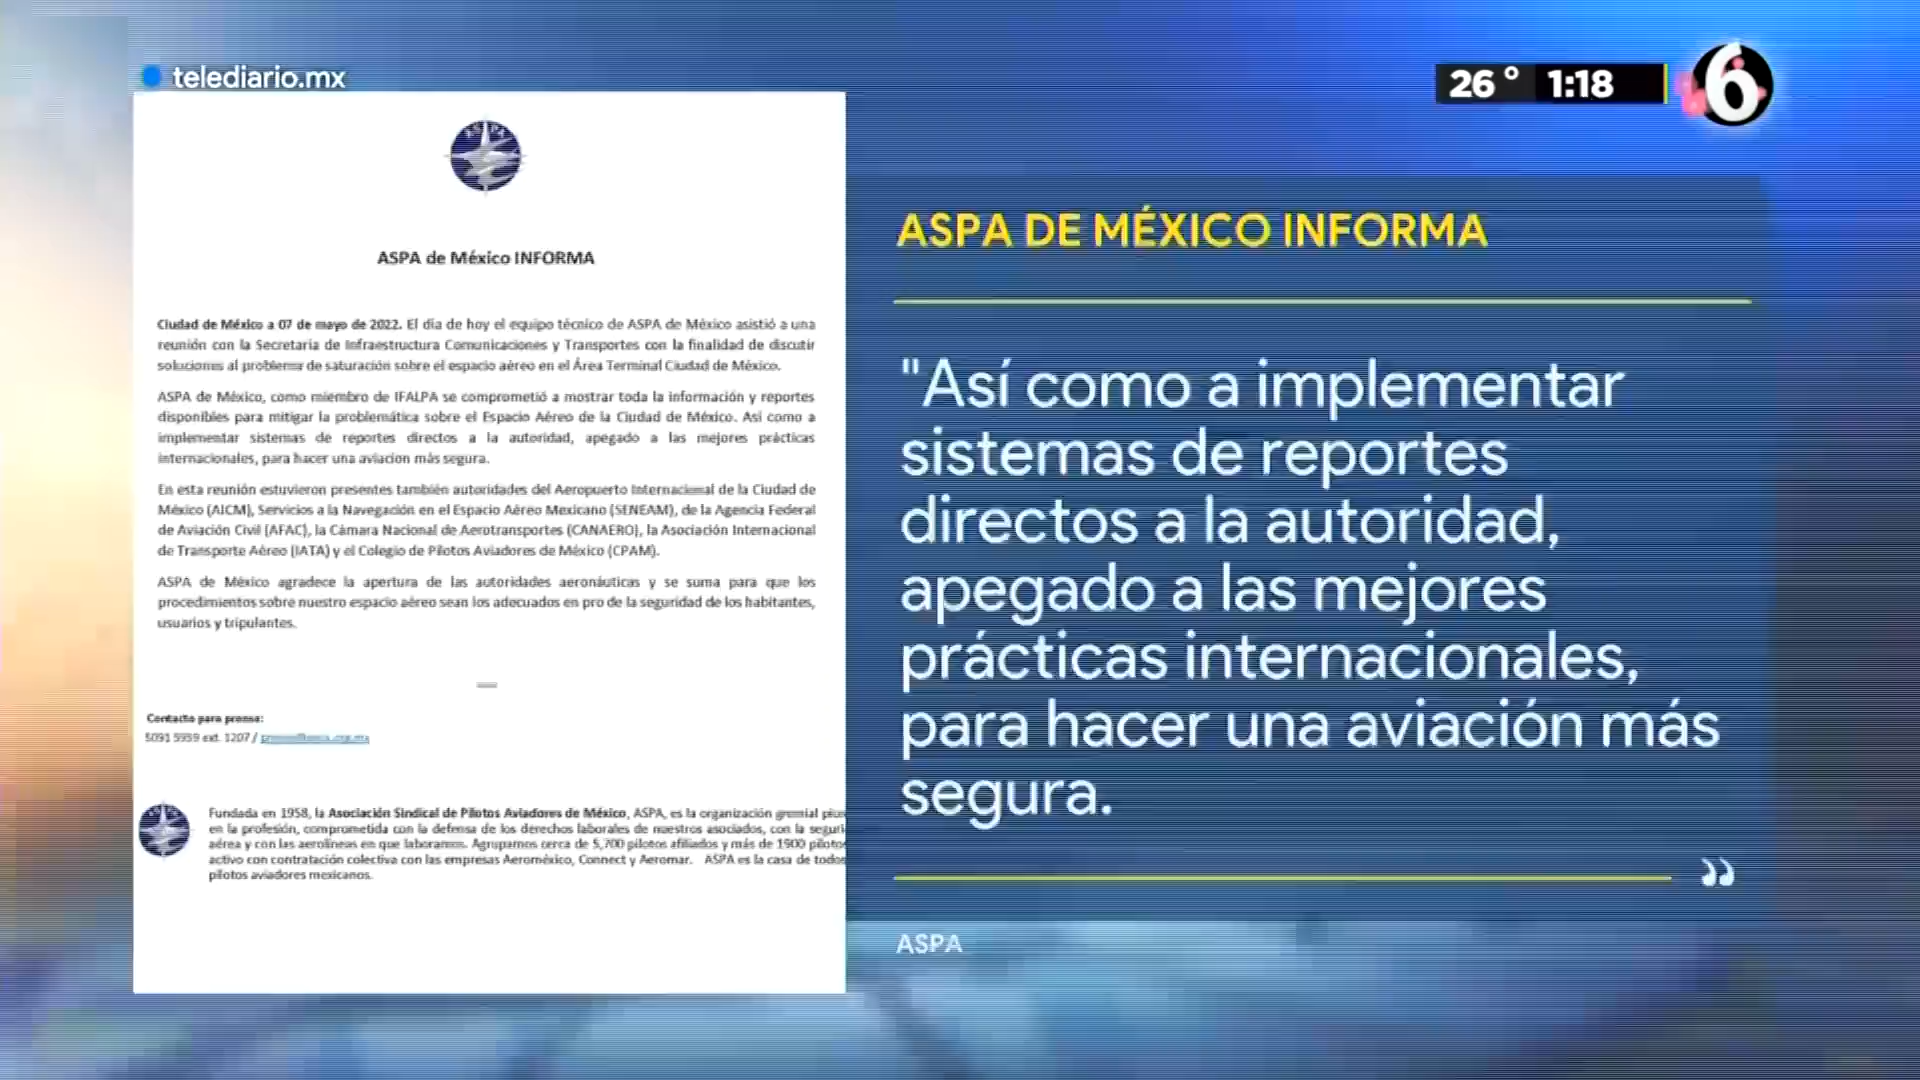 telediario.mx
26° 1:18
6
ASPA
ASPA de México INFORMA
Ciudad de México a 07 de mayo de 2022. El día de hoy el equipo técnico de ASPA de México asistió a una
reunión con la Secretaría de Infraestructura Comunicaciones y Transportes con la finalidad de discutir
soluciones al problema de saturación sobre el espacio aéreo en el Área Terminal Ciudad de México.
ASPA de México, como miembro de IFALPA se comprometió a mostrar toda la información y reportes
disponibles para mitigar la problemática sobre el Espacio Aéreo de la Ciudad de México. Así como a
implementar sistemas de reportes directos a la autoridad, apegado a las mejores prácticas
internacionales, para hacer una aviacion más segura.
En esta reunión estuvieron presentes también autoridades del Aeropuerto Internacional de la Ciudad de
México (AICM), Servicios a la Navegación en el Espacio Aéreo Mexicano (SENEAM), de la Agencia Federal
de Aviación Civil (AFAC), la Cámara Nacional de Aerotransportes (CANAERO), la Asociación Internacional
de Transporte Aéreo (IATA) y el Colegio de Pilotos Aviadores de México (CPAM).
ASPA de México agradece la apertura de las autoridades aeronáuticas y se suma para que los
procedimientos sobre nuestro espacio aéreo sean los adecuados en pro de la seguridad de los habitantes,
usuarios y tripulantes.
Contacto para prensa:
5091 5959 ext. 1207 /
Fundada en 1958, la Asociación Sindical de Pilotos Aviadores de México, ASPA, es la organización gremial
en la profesión, comprometida con la defensa de los derechos laborales de nuestros asociados, con la
aérea y con las aerolíneas en que laboramos. Agrupamos cerca de 5,700 pilotos afiliados y más de 1900 pilotos
activo con contratación colectiva con las empresas Aeroméxico, Connect y Aeromar. ASPA es la casa de todos
pilotos aviadores mexicanos.
ASPA DE MÉXICO INFORMA
"Así como a implementar
sistemas de reportes
directos a la autoridad,
apegado a las mejores
prácticas internacionales,
para hacer una aviación más
segura.
”
ASPA